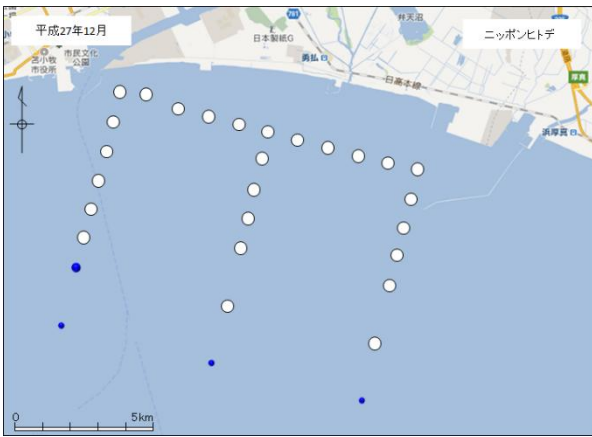 平成27年12月
ニッポンヒトデ
781
弁天沼
日本製紙G
苫小牧
市役所
市民文化
公園
勇払
日高本線
厚真
浜厚真
0
5km